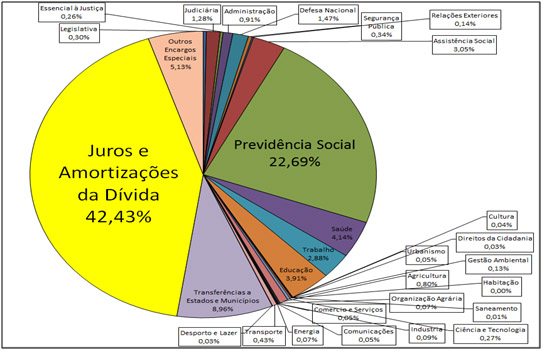 Essencial à Justiça
0,26%
Legislativa
0,30%
Judiciária
1,28%
Administração
0,91%
Defesa Nacional
1,47%
Segurança
Pública
0,34%
Relações Exteriores
0,14%
Assistência Social
3,05%
Outros
Encargos
Especiais
5,13%
Previdência Social
22,69%
Juros e
Amortizações
da Dívida
42,43%
Saúde
4,14%
Trabalho
2,88%
Educação
3,91%
Cultura
0,04%
Direitos da Cidadania
0,03%
Urbanismo
0,05%
Gestão Ambiental
0,13%
Agricultura
0,80%
Habitação
0,00%
Organização Agrária
0,07%
Saneamento
0,01%
Ciência e Tecnologia
0,27%
Indústria
0,09%
Comércio e Serviços
0,05%
Comunicações
0,05%
Energia
0,07%
Transporte
0,43%
Desporto e Lazer
0,03%
Transferências a
Estados e Municípios
8,96%